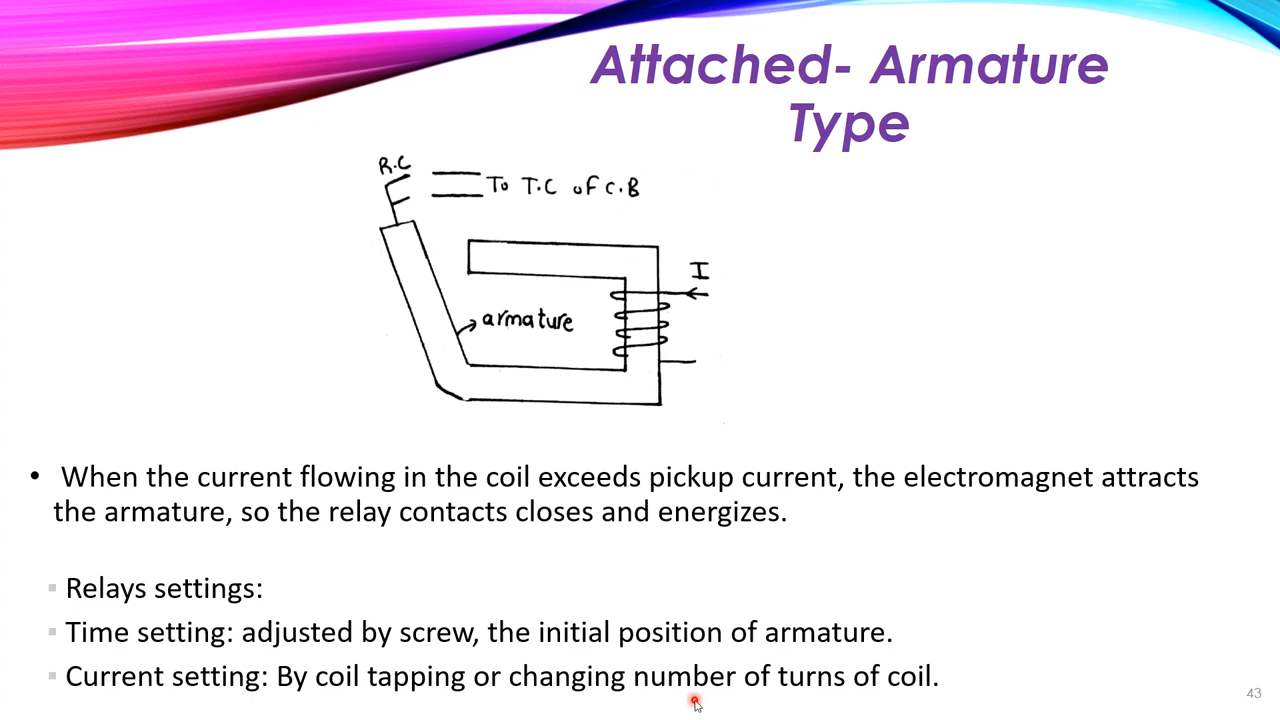 Attached- Armature
Type
R.C
To T.C of C.B
I
armature
• When the current flowing in the coil exceeds pickup current, the electromagnet attracts
the armature, so the relay contacts closes and energizes.
▪ Relays settings:
▪ Time setting: adjusted by screw, the initial position of armature.
▪ Current setting: By coil tapping or changing number of turns of coil.
43